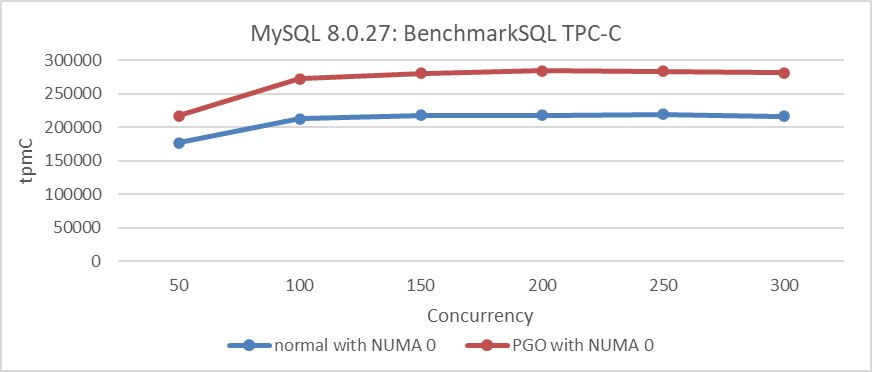 MySQL 8.0.27: BenchmarkSQL TPC-C
300000
250000
200000
150000
100000
50000
0
tpmC
50 100 150 200 250 300
Concurrency
normal with NUMA 0 PGO with NUMA 0